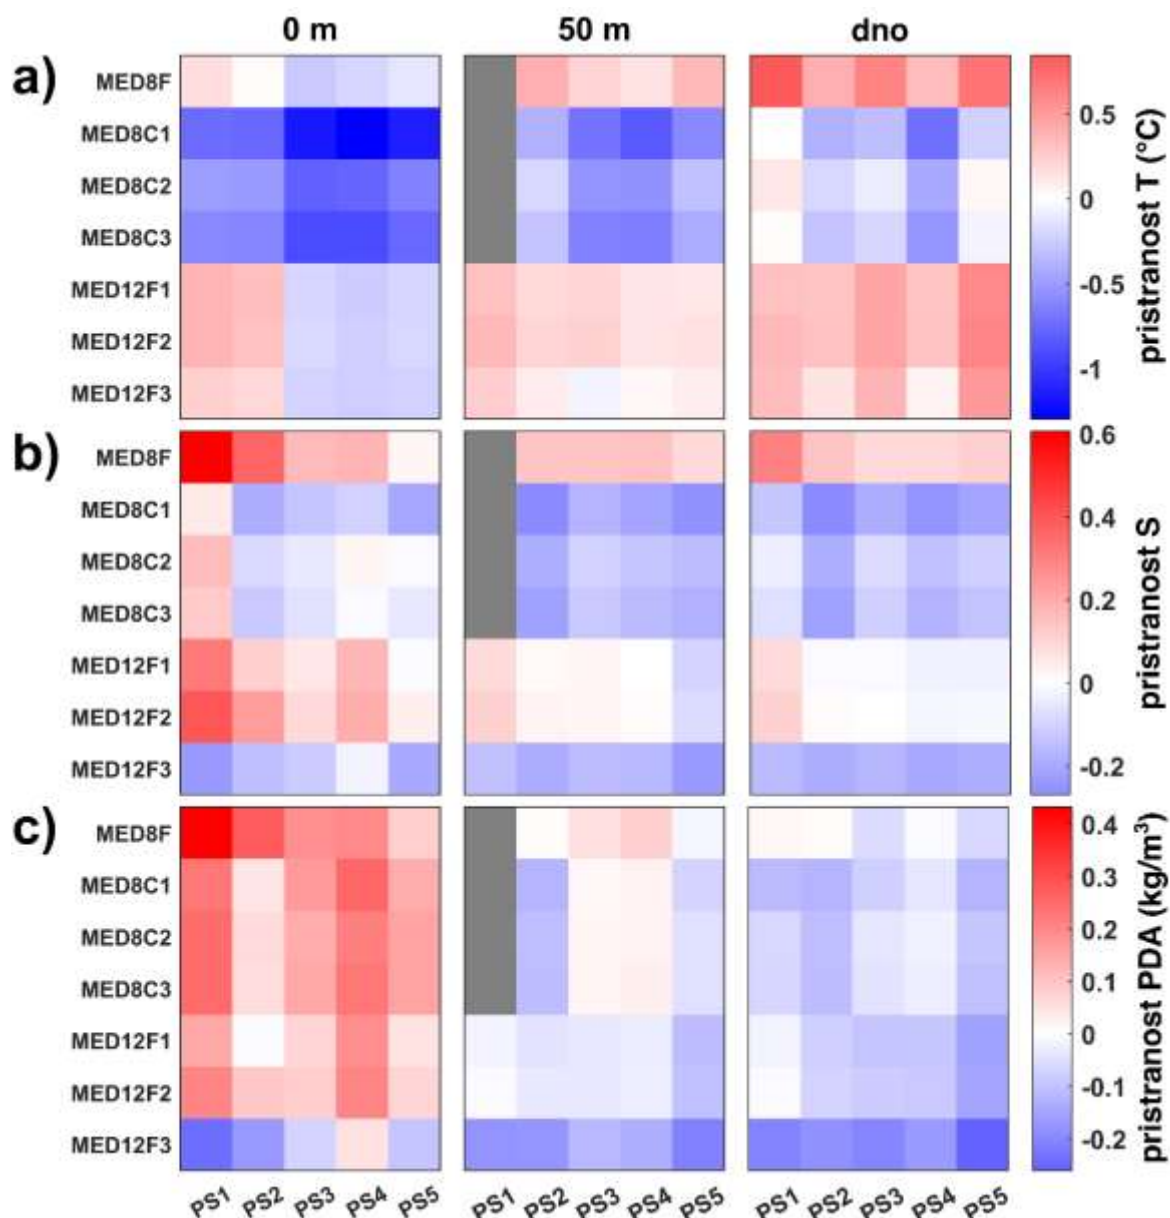 0 m 50 m dno
a)
MED8F
MED8C1
MED8C2
MED8C3
MED12F1
MED12F2
MED12F3
0.5
0
-0.5
-1
pristranost T (°C)
b)
MED8F
MED8C1
MED8C2
MED8C3
MED12F1
MED12F2
MED12F3
0.6
0.4
0.2
0
-0.2
pristranost S
c)
MED8F
MED8C1
MED8C2
MED8C3
MED12F1
MED12F2
MED12F3
0.4
0.3
0.2
0.1
0
-0.1
-0.2
pristranost PDA (kg/m³)
PS1 PS2 PS3 PS4 PS5 PS1 PS2 PS3 PS4 PS5 PS1 PS2 PS3 PS4 PS5